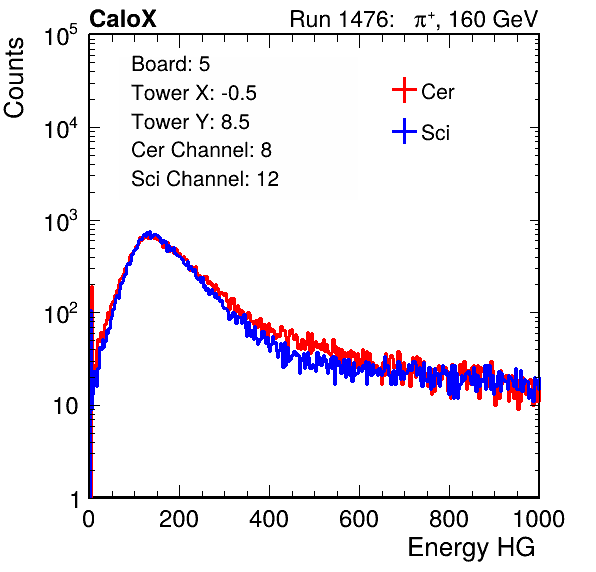 CaloX Run 1476: π⁺, 160 GeV
Counts
10⁵
10⁴
10³
10²
10
1
Board: 5
Tower X: -0.5
Tower Y: 8.5
Cer Channel: 8
Sci Channel: 12
Cer
Sci
0 200 400 600 800 1000
Energy HG